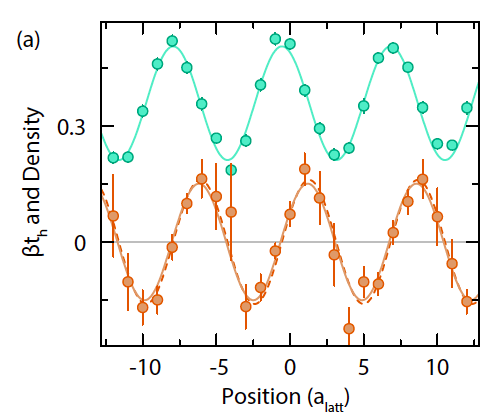 (a)
βt_h and Density
0.3
0
-10 -5 0 5 10
Position (a_latt)